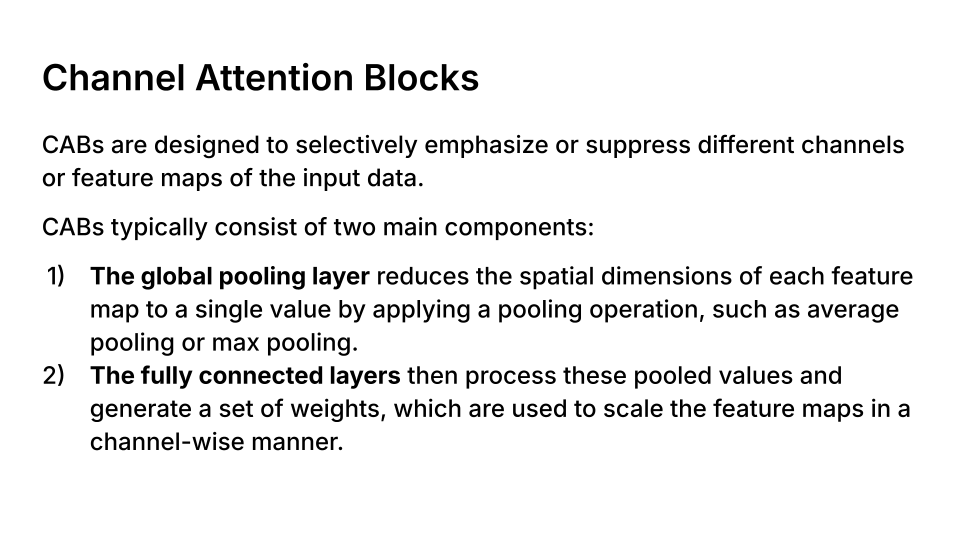 Channel Attention Blocks
CABs are designed to selectively emphasize or suppress different channels
or feature maps of the input data.
CABs typically consist of two main components:
1) The global pooling layer reduces the spatial dimensions of each feature
map to a single value by applying a pooling operation, such as average
pooling or max pooling.
2) The fully connected layers then process these pooled values and
generate a set of weights, which are used to scale the feature maps in a
channel-wise manner.